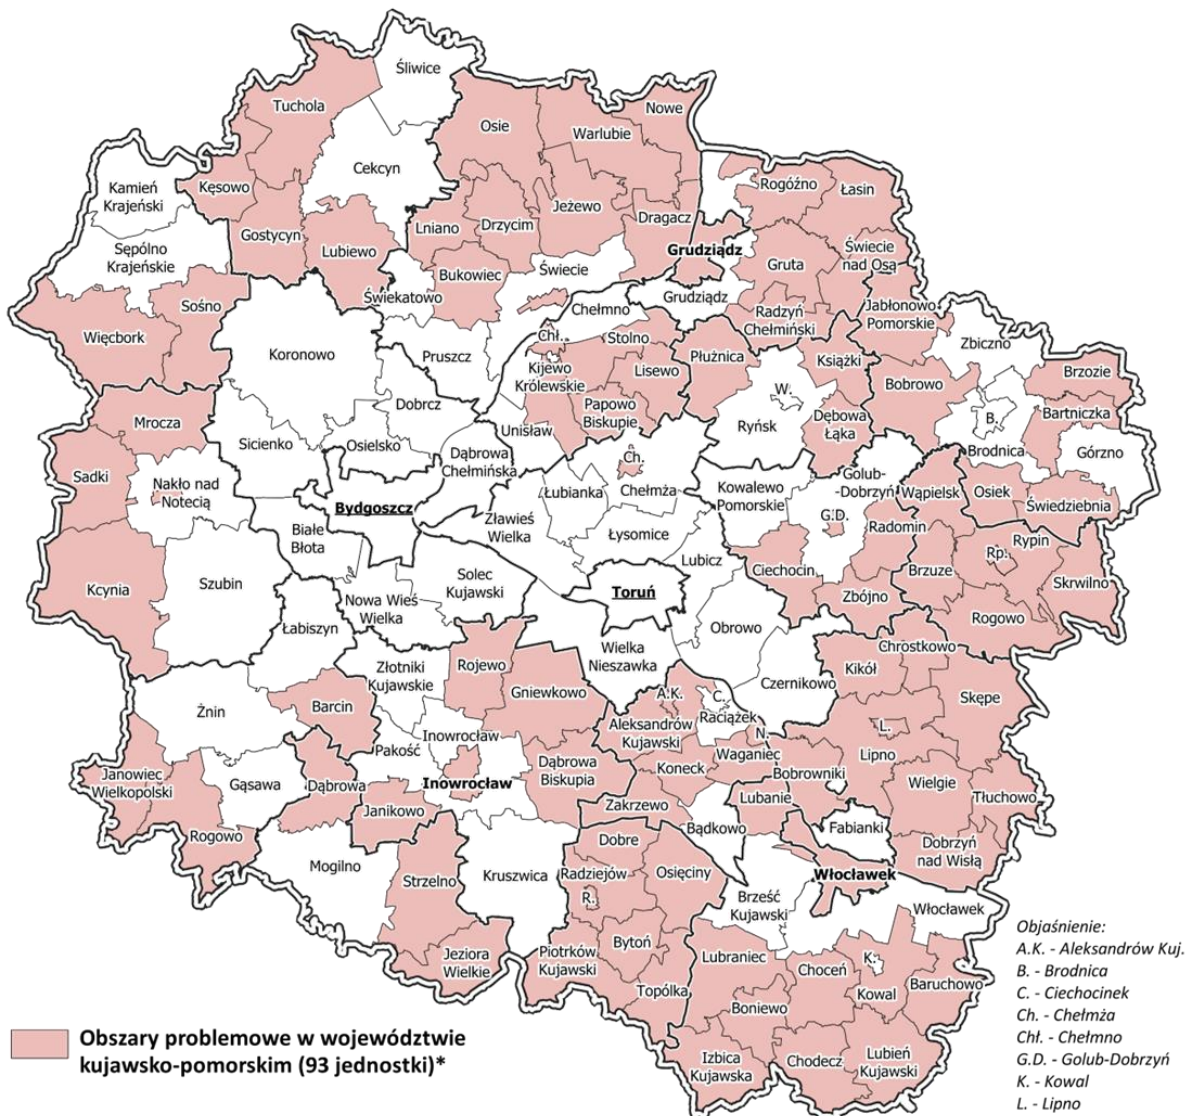 Śliwice
Tuchola
Nowe
Osie
Warlubie
Cekcyn
Kamień
Krajeński
Kęsowo
Rogóźno
Łasin
Jeżewo
Dragacz
Lniano
Drzycim
Gostycyn
Lubiewo
Sępólno
Krajeńskie
Grudziądz
Świecie
nad Osą
Gruta
Bukowiec
Świecie
Świekatowo
Grudziądz
Sośno
Chełmno
Jabłonowo
Pomorskie
Radzyń
Chełmiński
Więcbork
Chł.
Stolno
Zbiczno
Koronowo
Pruszcz
Płużnica
Książki
Kijewo
Królewskie
Lisewo
Brzozie
Bobrowo
W.
Dobrcz
Papowo
Biskupie
Bartniczka
B.
Dębowa
Łąka
Mrocza
Ryńsk
Unisław
Sicienko
Osielsko
Brodnica
Górzno
Dąbrowa
Chełmińska
Ch.
Sadki
Nakło nad
Notecią
Golub-
-Dobrzyń
Łubianka
Chełmża
Kowalewo
Pomorskie
Wąpielsk
Osiek
Świedziebnia
Bydgoszcz
G.D.
Zławieś
Wielka
Radomin
Białe
Błota
Łysomice
Rypin
Rp.
Lubicz
Ciechocin
Brzuze
Szubin
Solec
Kujawski
Skrwilno
Kcynia
Toruń
Zbójno
Nowa Wieś
Wielka
Rogowo
Łabiszyn
Obrowo
Wielka
Nieszawka
Chrostkowo
Złotniki
Kujawskie
Rojewo
Kikół
Czernikowo
Gniewkowo
A.K.
C.
Skępe
Żnin
Barcin
Raciążek
Aleksandrów
Kujawski
L.
N.
Inowrocław
Pakość
Waganiec
Lipno
Dąbrowa
Biskupia
Koneck
Bobrowniki
Janowiec
Wielkopolski
Gąsawa
Dąbrowa
Inowrocław
Wielgie
Tłuchowo
Lubanie
Zakrzewo
Janikowo
Bądkowo
Fabianki
Rogowo
Dobre
Dobrzyń
nad Wisłą
Mogilno
Strzelno
Kruszwica
Radziejów
Osięciny
Włocławek
R.
Brześć
Kujawski
Włocławek
Jeziora
Wielkie
Piotrków
Kujawski
Bytoń
Lubraniec
K.
Choceń
Kowal
Baruchowo
Topólka
Boniewo
Izbica
Kujawska
Chodecz
Lubień
Kujawski
Obszary problemowe w województwie
kujawsko-pomorskim (93 jednostki)*
Objaśnienie:
A.K. - Aleksandrów Kuj.
B. - Brodnica
C. - Ciechocinek
Ch. - Chełmża
Chł. - Chełmno
G.D. - Golub-Dobrzyń
K. - Kowal
L. - Lipno